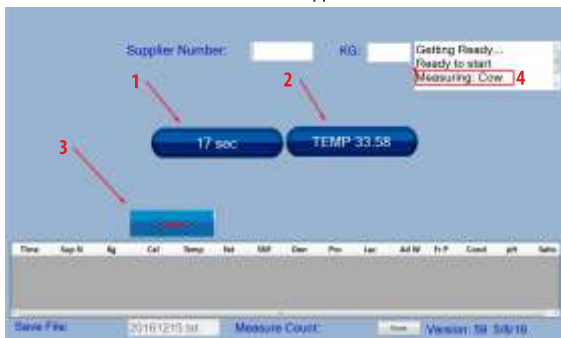 Supplier Number: KG:
Getting Ready...
Ready to start
Measuring: Cow 4
1
2
17 sec TEMP 33.58
3
Time Sup N Kg Cal Temp Fat SNF Den Pro Lac Ad W Fr P Cond pH Salts
Save File: 20161215.txt Measure Count: Version: 59 5/8/16